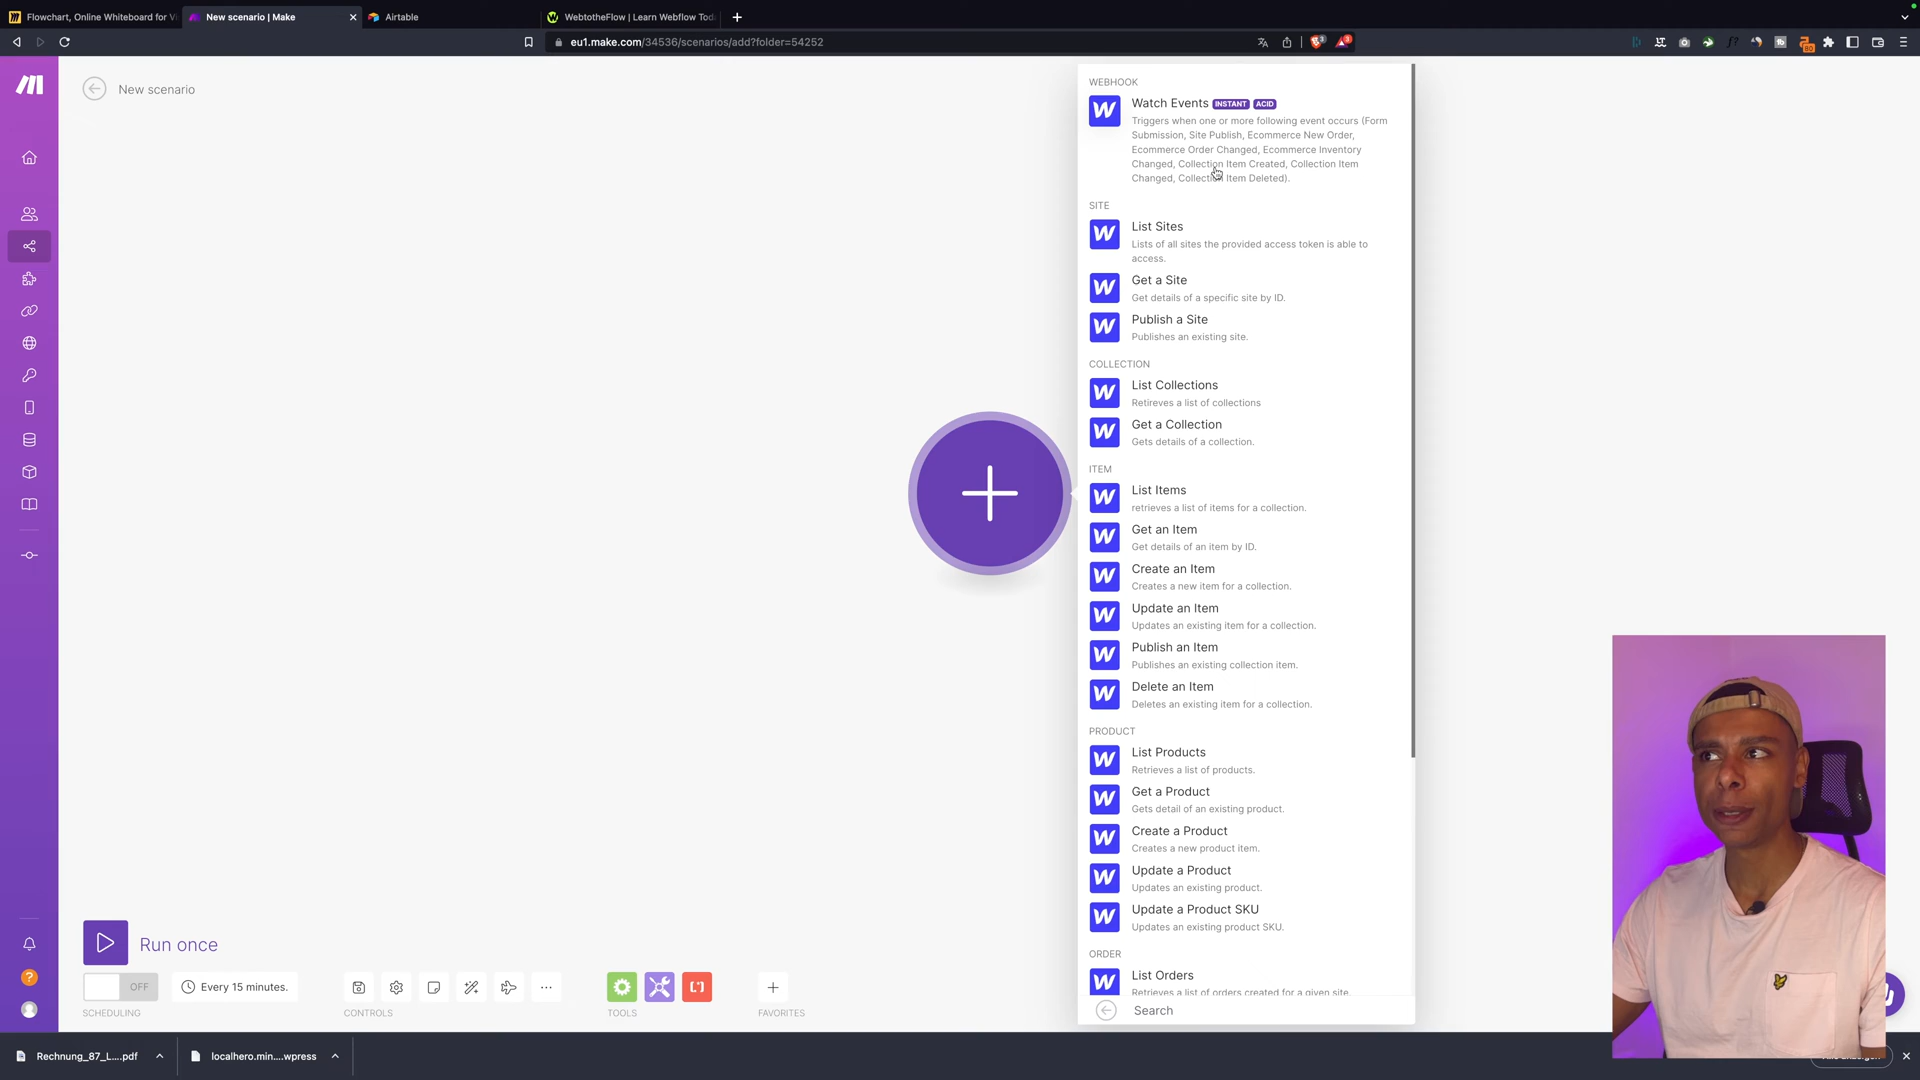 Flowchart, Online Whiteboard for Vi
New scenario | Make
Airtable
WebtotheFlow | Learn Webflow Tod
eu1.make.com/34536/scenarios/add?folder=54252
80
New scenario
WEBHOOK
Watch Events INSTANT ACID
Triggers when one or more following event occurs (Form
Submission, Site Publish, Ecommerce New Order,
Ecommerce Order Changed, Ecommerce Inventory
Changed, Collection Item Created, Collection Item
Changed, Collection Item Deleted).
SITE
List Sites
Lists of all sites the provided access token is able to
access.
Get a Site
Get details of a specific site by ID.
Publish a Site
Publishes an existing site.
COLLECTION
List Collections
Retireves a list of collections
Get a Collection
Gets details of a collection.
ITEM
List Items
retrieves a list of items for a collection.
Get an Item
Get details of an item by ID.
Create an Item
Creates a new item for a collection.
Update an Item
Updates an existing item for a collection.
Publish an Item
Publishes an existing collection item.
Delete an Item
Deletes an existing item for a collection.
PRODUCT
List Products
Retrieves a list of products.
Get a Product
Gets detail of an existing product.
Create a Product
Creates a new product item.
Update a Product
Updates an existing product.
Update a Product SKU
Updates an existing product SKU.
ORDER
List Orders
Retrieves a list of orders created for a given site.
Search
Run once
OFF
Every 15 minutes.
SCHEDULING
CONTROLS
TOOLS
FAVORITES
Rechnung_87_L....pdf
localhero.min....wpress